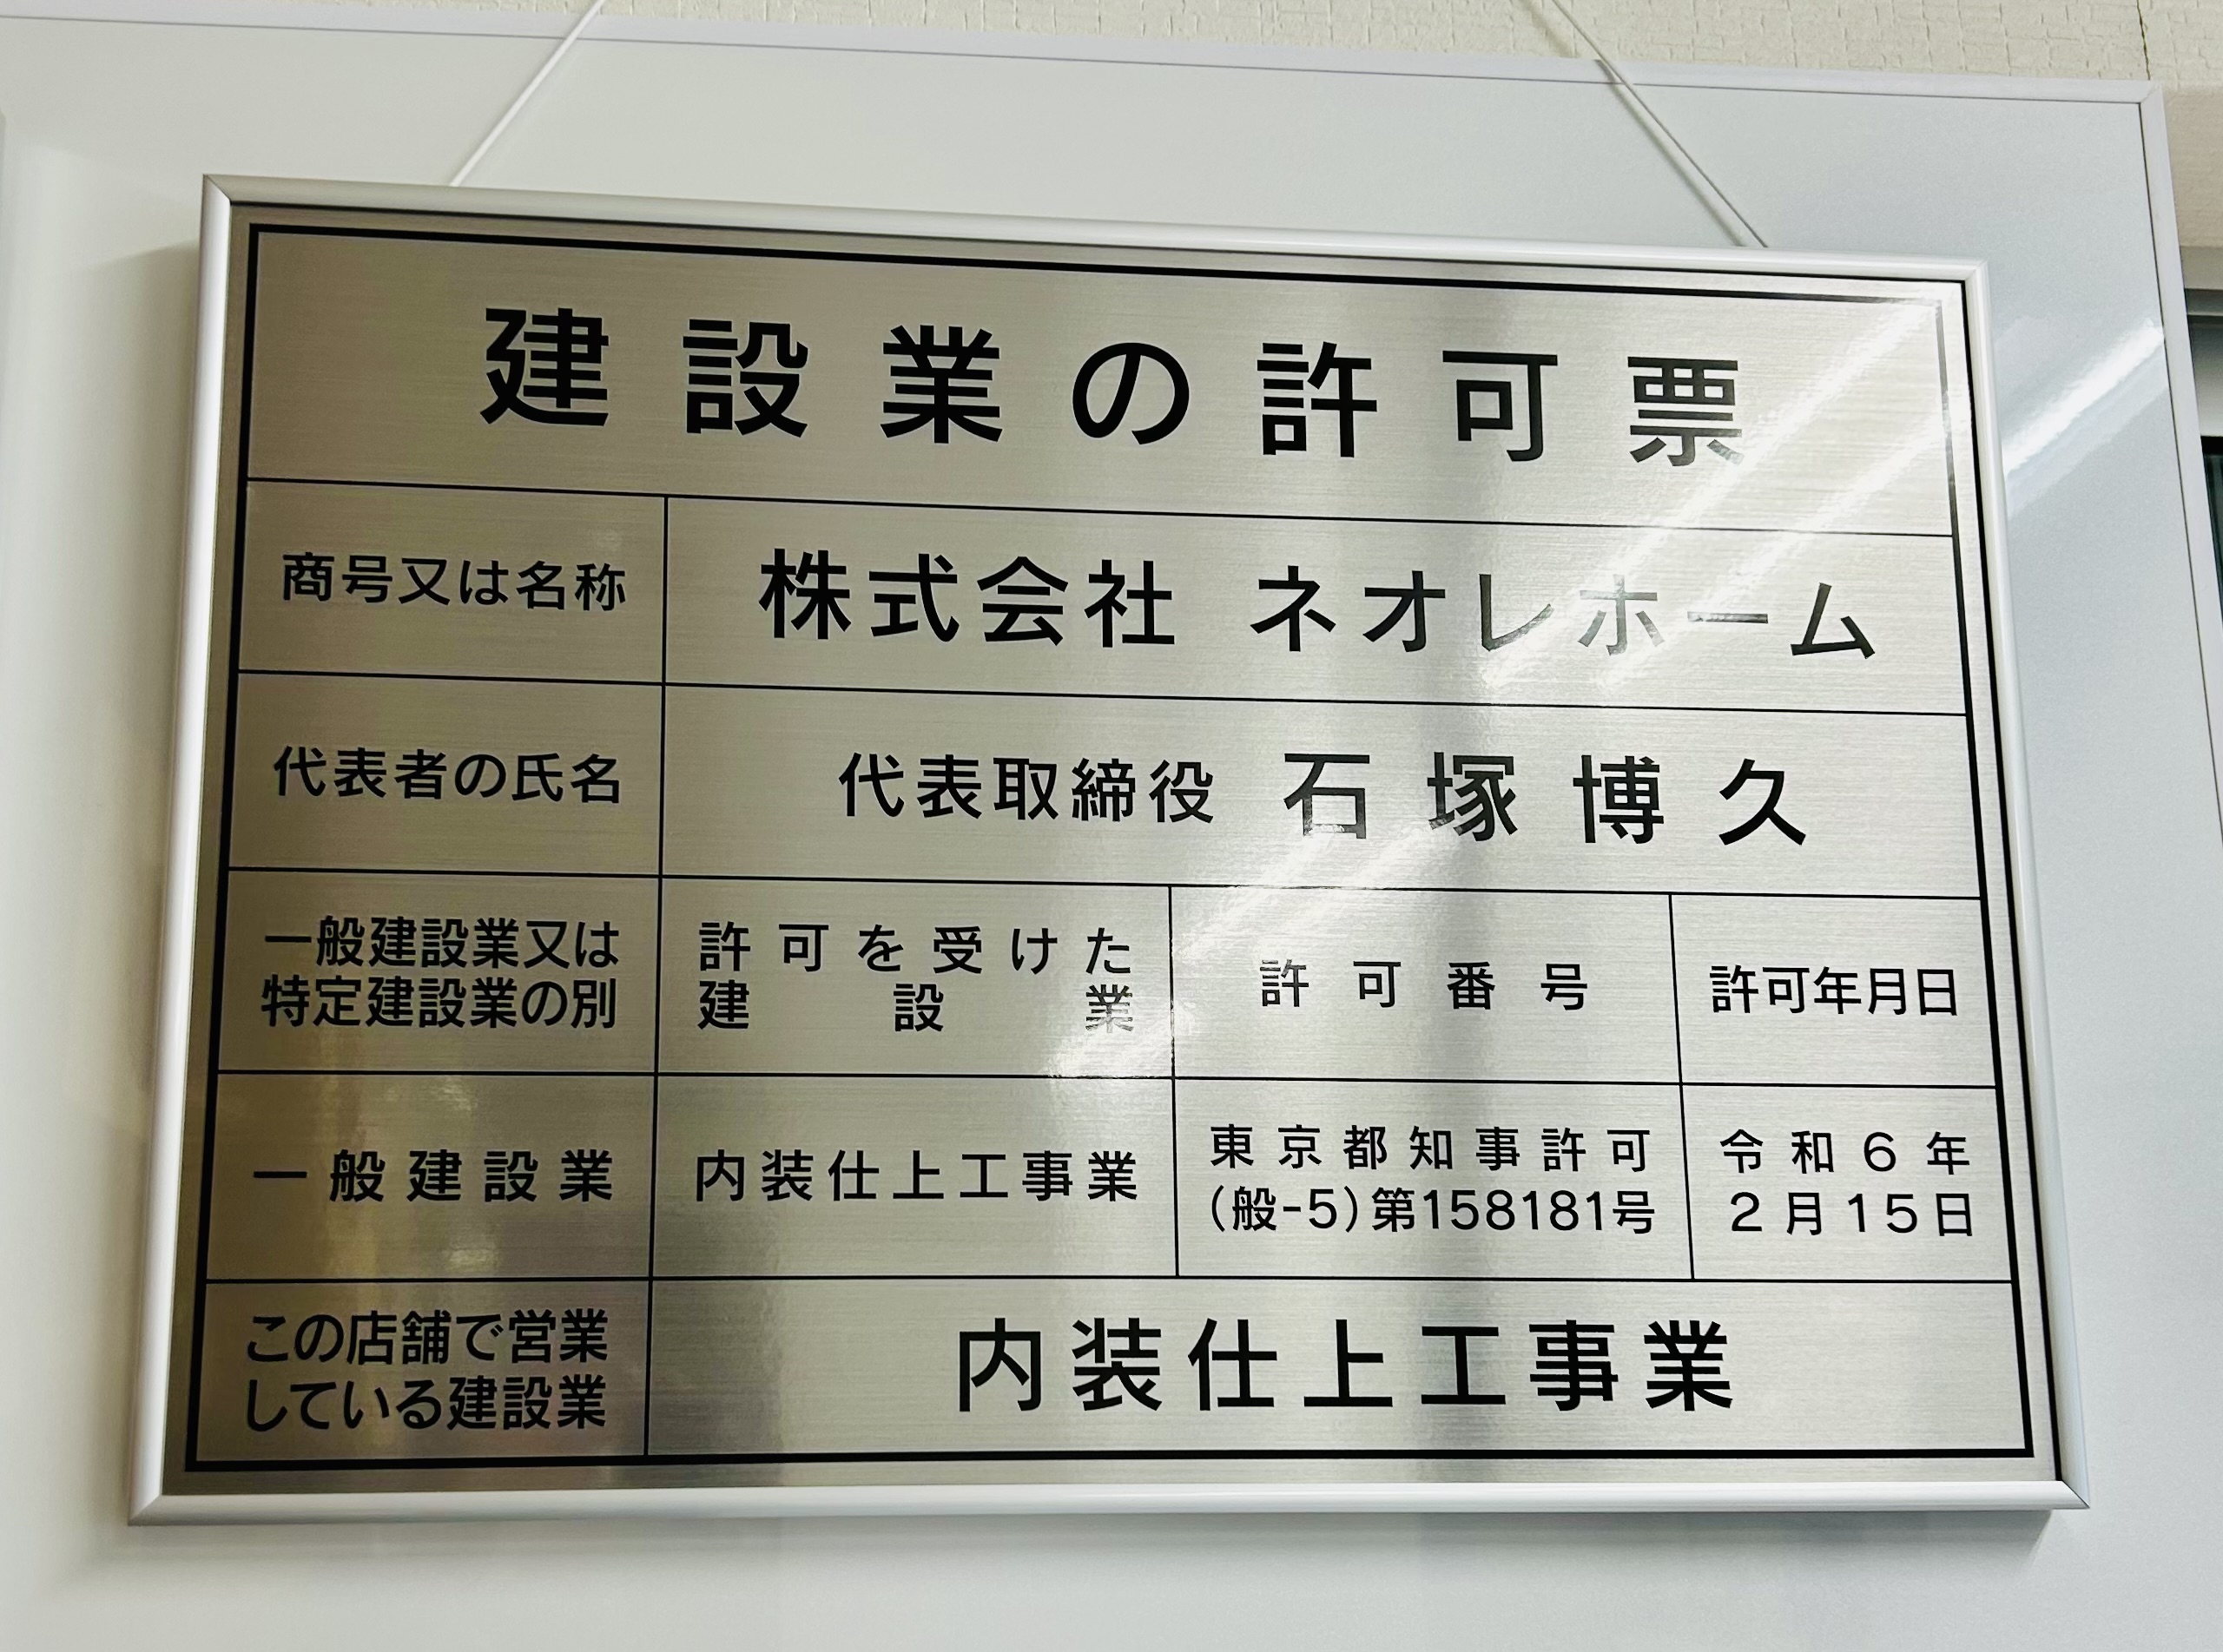 建設業の許可票
商号又は名称
株式会社 ネオレホーム
代表者の氏名
代表取締役 石塚博久
一般建設業又は
特定建設業の別
許可を受けた
建設業
許可番号
許可年月日
一般建設業
内装仕上工事業
東京都知事許可
(般-5)第158181号
令和6年
2月15日
この店舗で営業
している建設業
内装仕上工事業